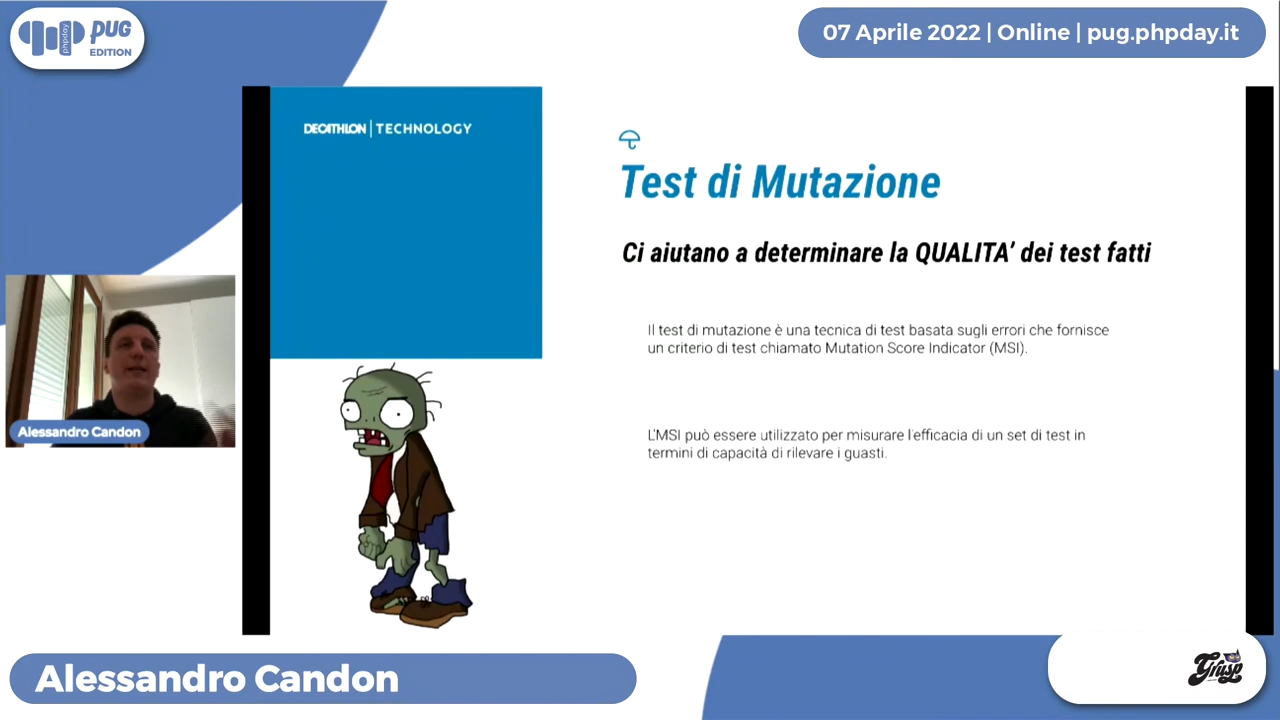 phpday
PUG
EDITION
07 Aprile 2022 | Online | pug.phpday.it
DECATHLON | TECHNOLOGY
Test di Mutazione
Ci aiutano a determinare la QUALITA' dei test fatti
Il test di mutazione è una tecnica di test basata sugli errori che fornisce
un criterio di test chiamato Mutation Score Indicator (MSI).
L'MSI può essere utilizzato per misurare l'efficacia di un set di test in
termini di capacità di rilevare i guasti.
Alessandro Candon
Alessandro Candon
Grusp